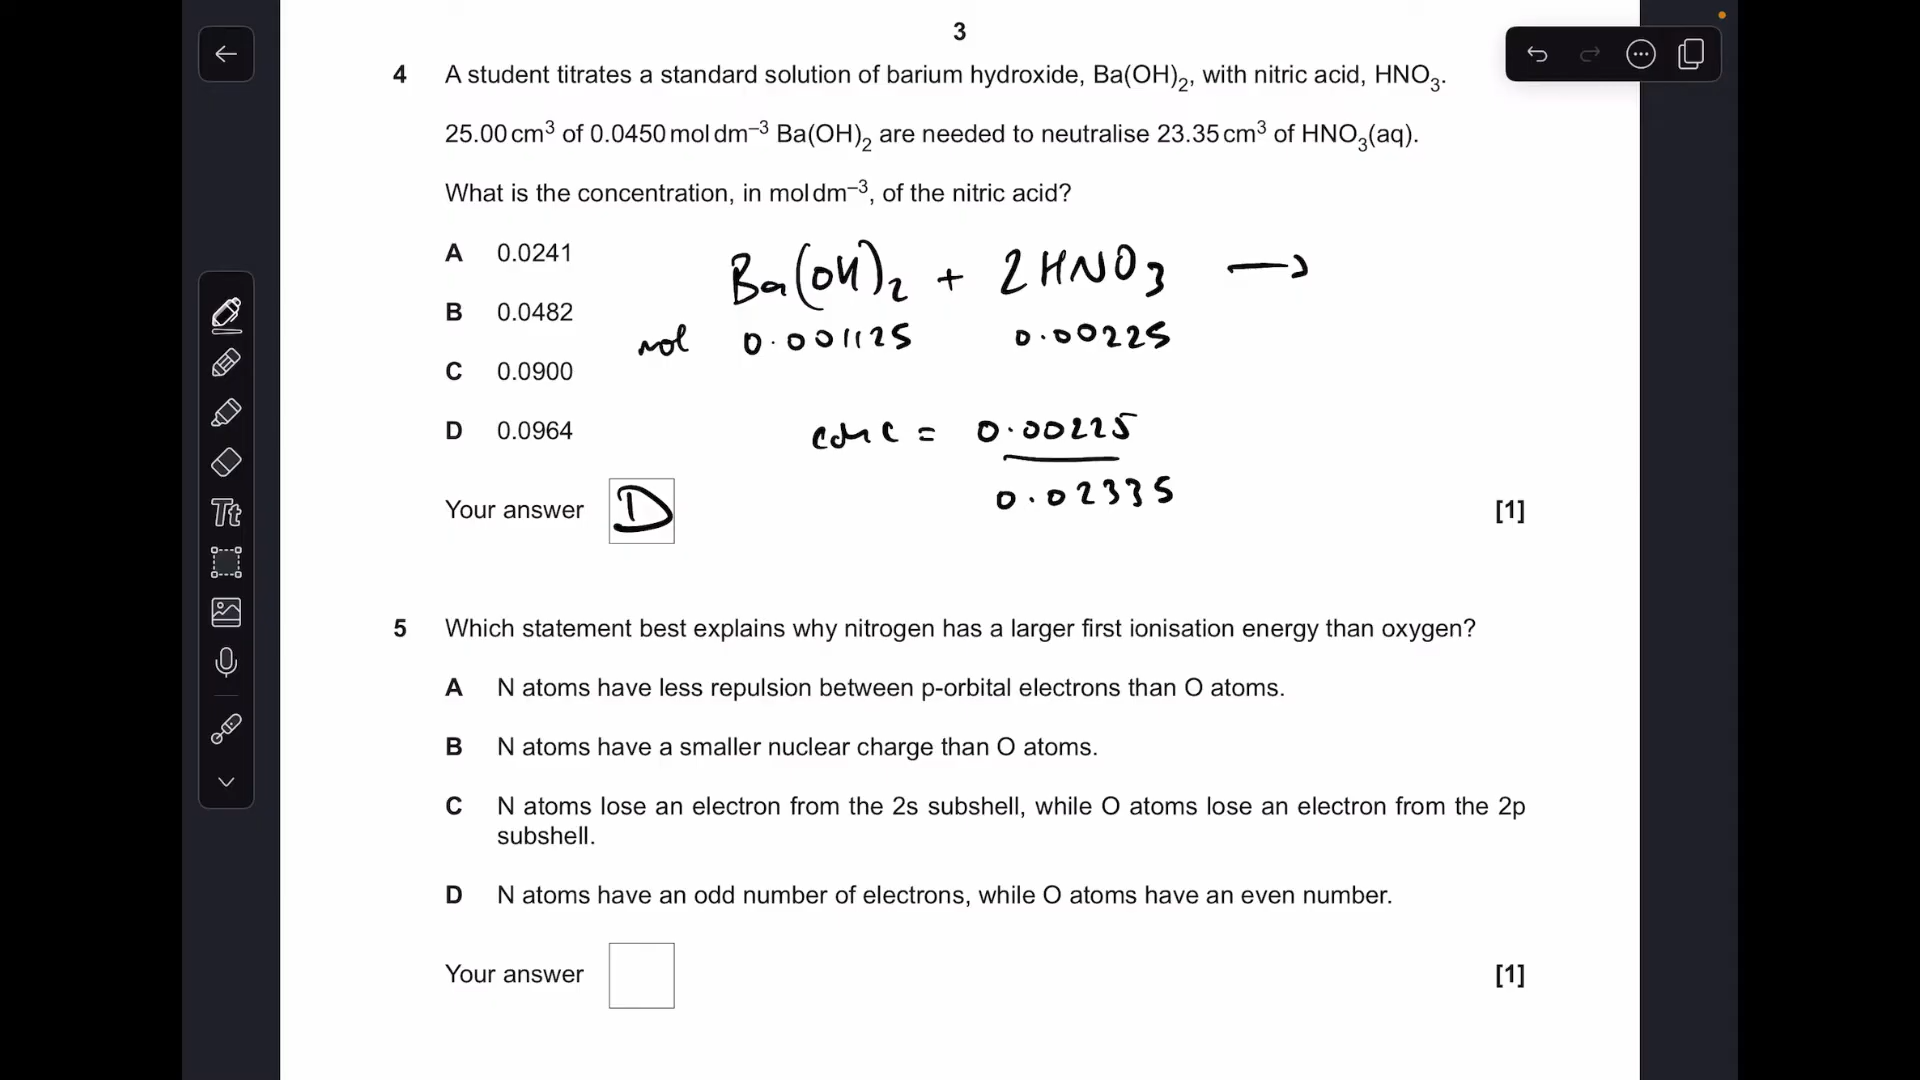 3
4 A student titrates a standard solution of barium hydroxide, Ba(OH)₂, with nitric acid, HNO₃.
25.00 cm³ of 0.0450 mol dm⁻³ Ba(OH)₂ are needed to neutralise 23.35 cm³ of HNO₃(aq).
What is the concentration, in mol dm⁻³, of the nitric acid?
A 0.0241
B 0.0482
C 0.0900
D 0.0964
Ba(OH)₂ + 2HNO₃ →
mol 0.001125 0.00225
conc = 0.00225
0.02335
Your answer D [1]
5 Which statement best explains why nitrogen has a larger first ionisation energy than oxygen?
A N atoms have less repulsion between p-orbital electrons than O atoms.
B N atoms have a smaller nuclear charge than O atoms.
C N atoms lose an electron from the 2s subshell, while O atoms lose an electron from the 2p
subshell.
D N atoms have an odd number of electrons, while O atoms have an even number.
Your answer [1]
Tt